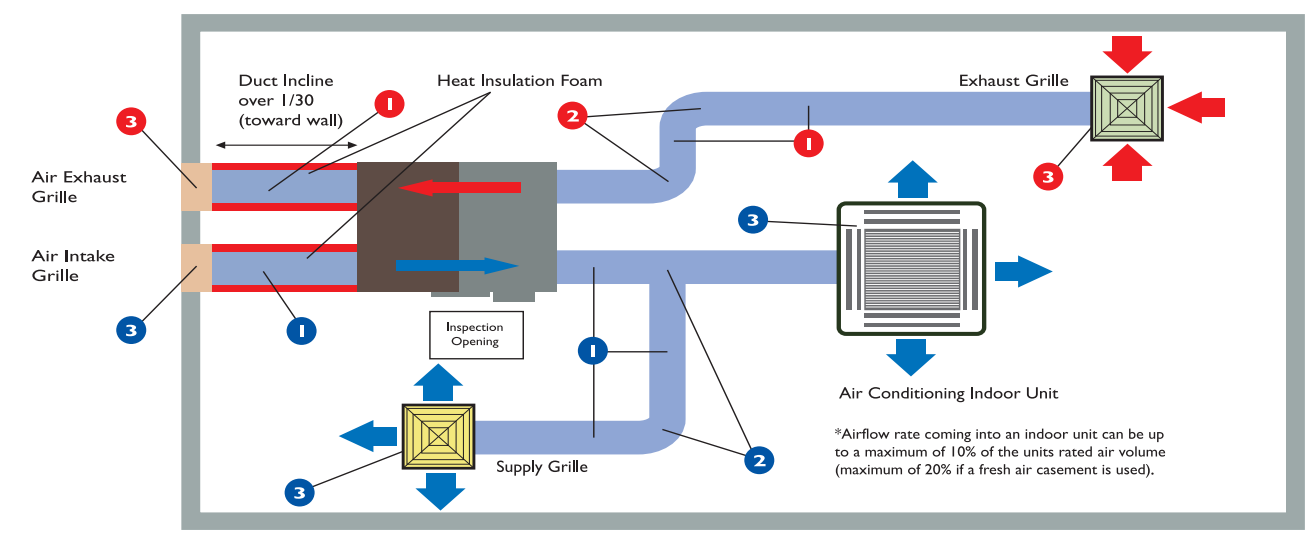 Duct Incline
over 1/30
(toward wall)
Heat Insulation Foam
Exhaust Grille
1
2
3
1
3
Air Exhaust
Grille
3
Air Intake
Grille
3
1
Inspection
Opening
1
Air Conditioning Indoor Unit
*Airflow rate coming into an indoor unit can be up
to a maximum of 10% of the units rated air volume
(maximum of 20% if a fresh air casement is used).
Supply Grille
2
3